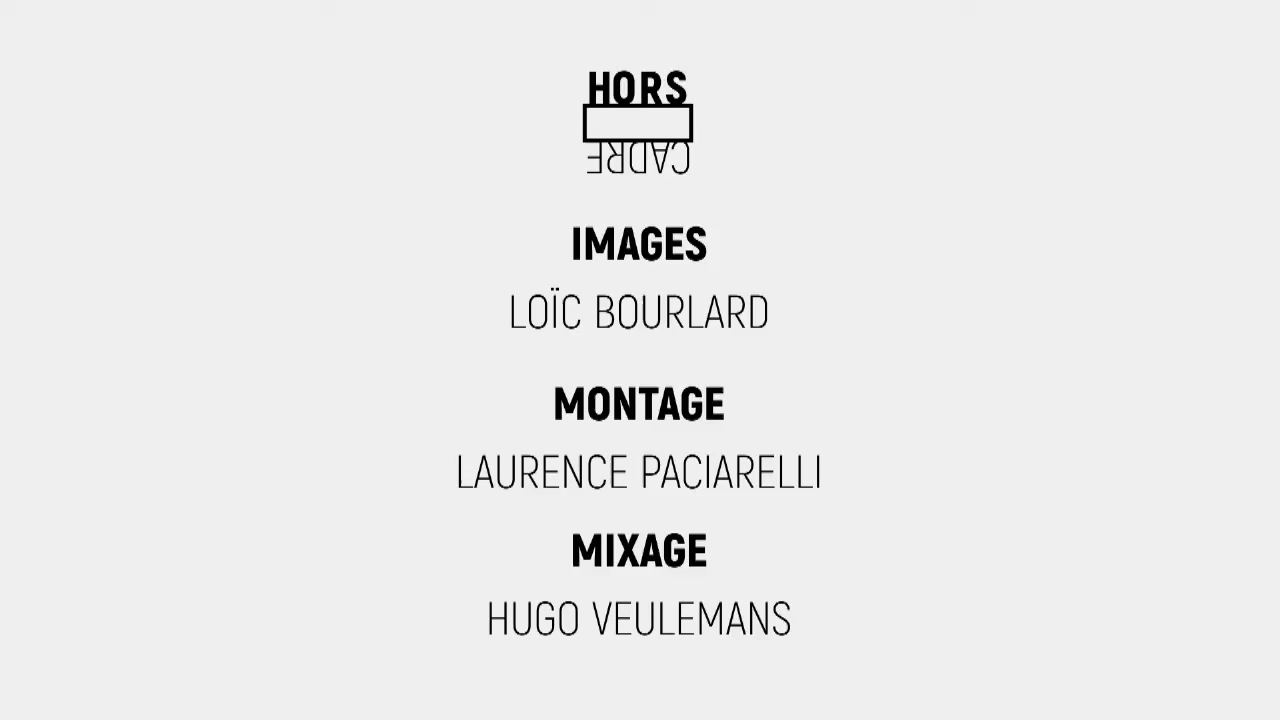 HORS
CADRE
IMAGES
LOÏC BOURLARD
MONTAGE
LAURENCE PACIARELLI
MIXAGE
HUGO VEULEMANS